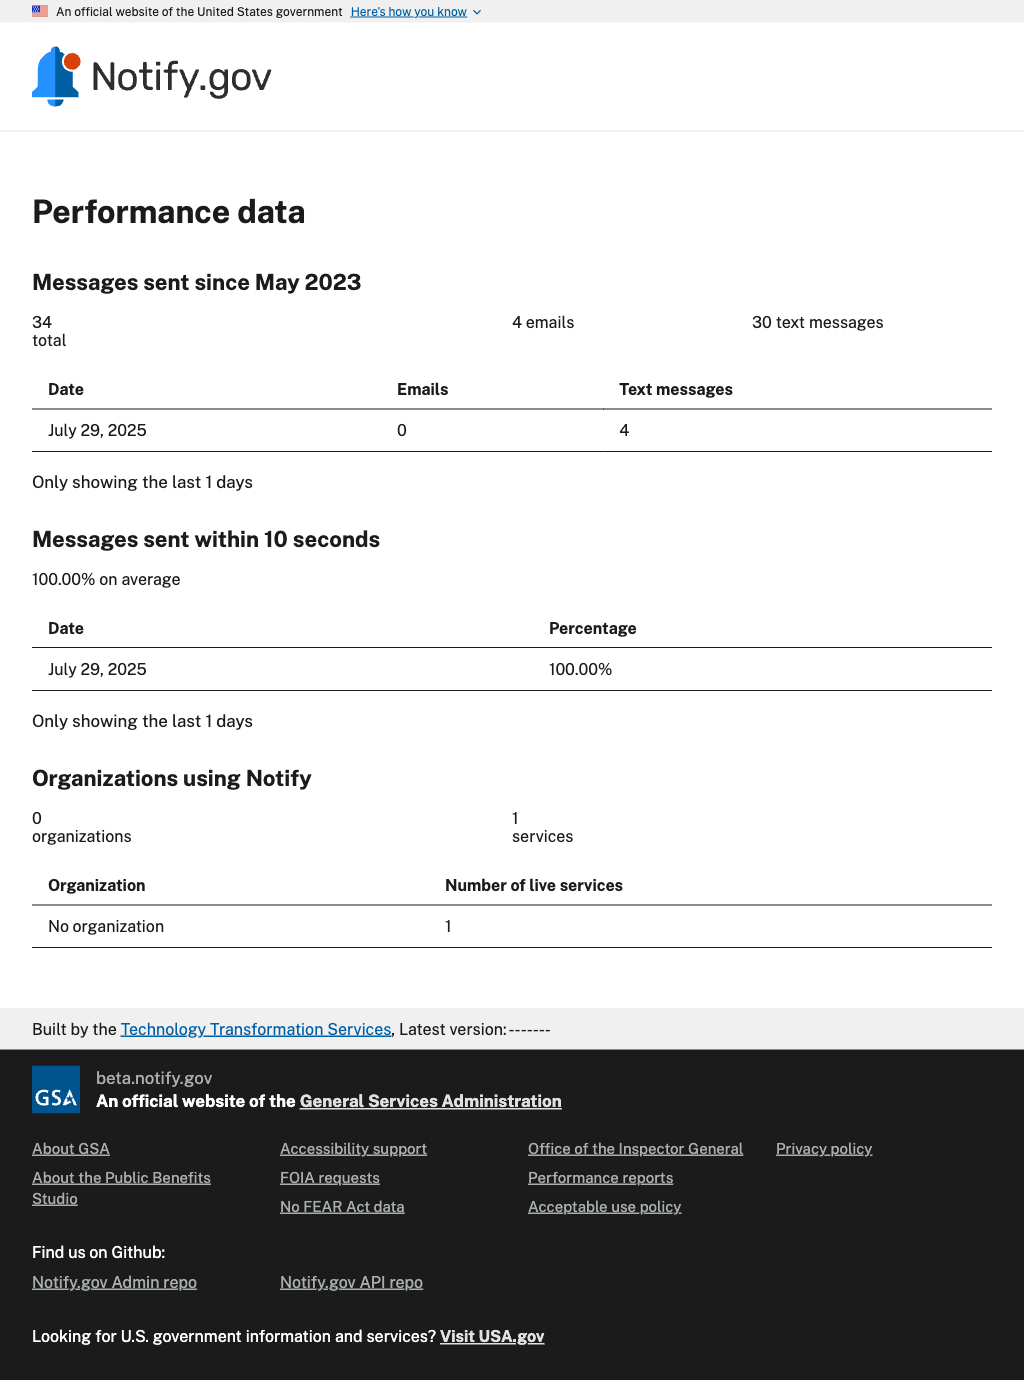 An official website of the United States government Here's how you know
Notify.gov
Performance data
Messages sent since May 2023
34
total
4 emails
30 text messages
Date Emails Text messages
July 29, 2025 0 4
Only showing the last 1 days
Messages sent within 10 seconds
100.00% on average
Date Percentage
July 29, 2025 100.00%
Only showing the last 1 days
Organizations using Notify
0
organizations
1
services
Organization Number of live services
No organization 1
Built by the Technology Transformation Services, Latest version:-------
GSA
beta.notify.gov
An official website of the General Services Administration
About GSA
About the Public Benefits
Studio
Accessibility support
FOIA requests
No FEAR Act data
Office of the Inspector General
Performance reports
Acceptable use policy
Privacy policy
Find us on Github:
Notify.gov Admin repo Notify.gov API repo
Looking for U.S. government information and services? Visit USA.gov